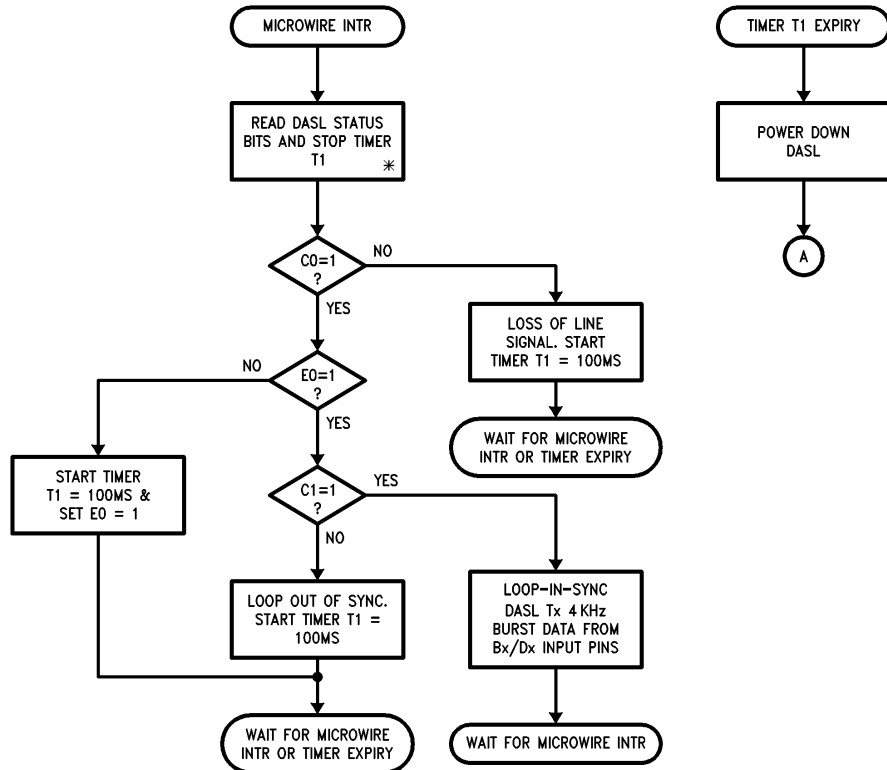 MICROWIRE INTR
TIMER T1 EXPIRY
READ DASL STATUS
BITS AND STOP TIMER
T1
*
POWER DOWN
DASL
C0=1
?
NO
YES
A
LOSS OF LINE
SIGNAL. START
TIMER T1 = 100MS
NO
E0=1
?
YES
WAIT FOR MICROWIRE
INTR OR TIMER EXPIRY
START TIMER
T1 = 100MS &
SET E0 = 1
C1=1
?
YES
NO
LOOP OUT OF SYNC.
START TIMER T1 =
100MS
LOOP-IN-SYNC
DASL Tx 4 KHz
BURST DATA FROM
Bx/Dx INPUT PINS
WAIT FOR MICROWIRE
INTR OR TIMER EXPIRY
WAIT FOR MICROWIRE INTR